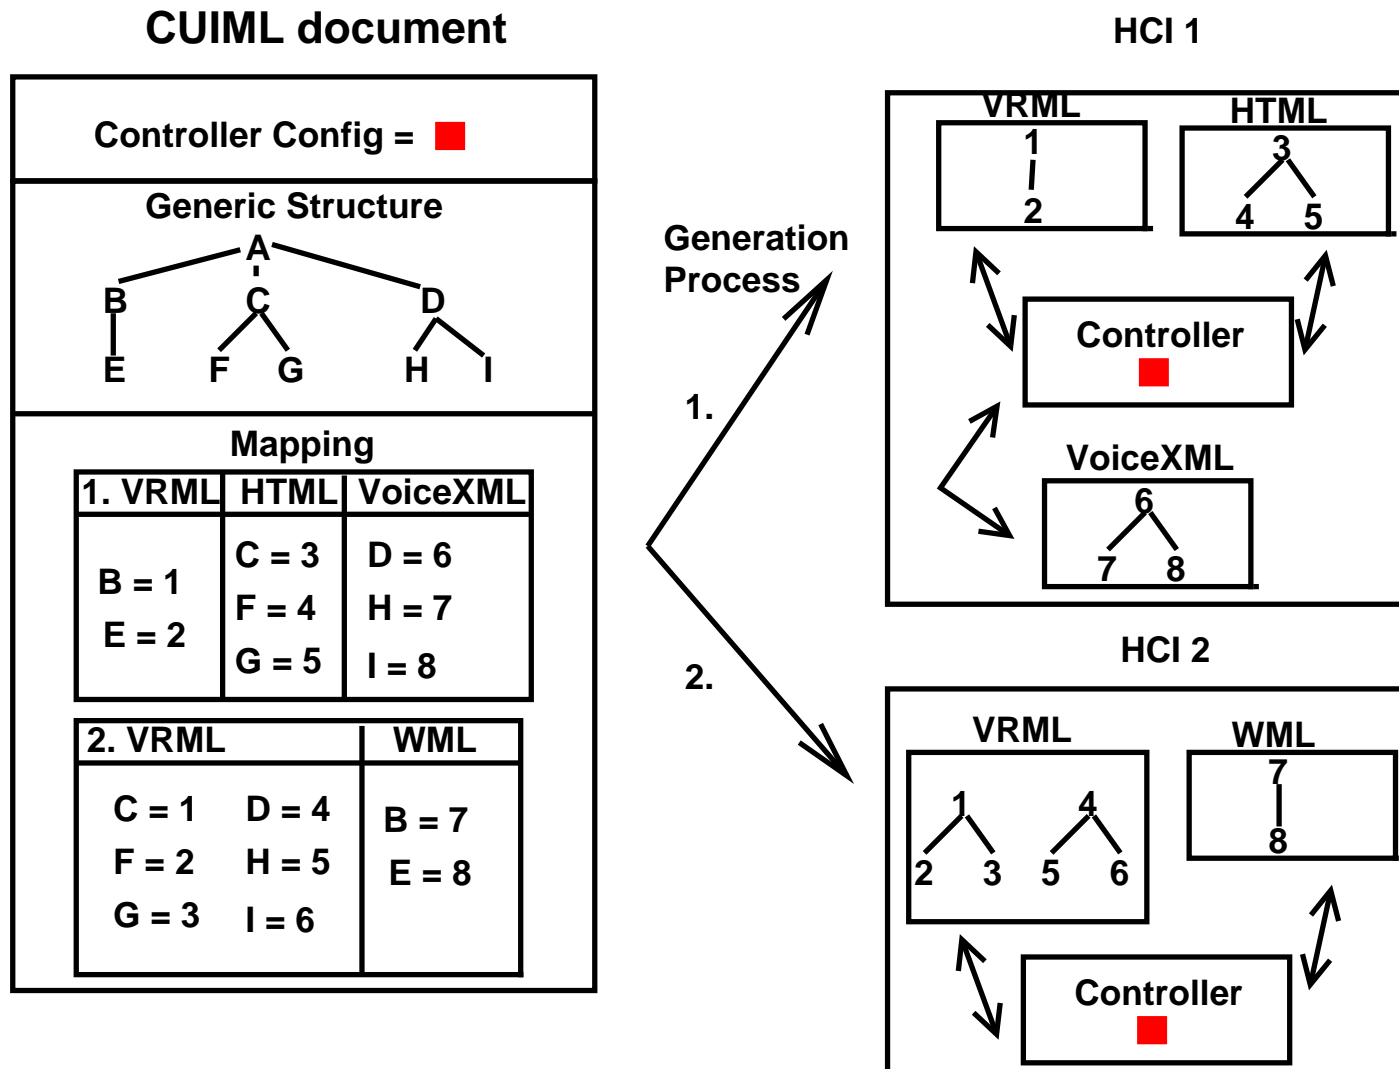 CUIML document
Controller Config =
Generic Structure
A
B C D
E F G H I
Mapping
1. VRML HTML VoiceXML
B = 1
E = 2
C = 3
F = 4
G = 5
D = 6
H = 7
I = 8
2. VRML WML
C = 1 D = 4
F = 2 H = 5
G = 3 I = 6
B = 7
E = 8
Generation
Process
1.
2.
HCI 1
VRML
1
2
HTML
3
4 5
Controller
VoiceXML
6
7 8
HCI 2
VRML
1 4
2 3 5 6
WML
7
8
Controller